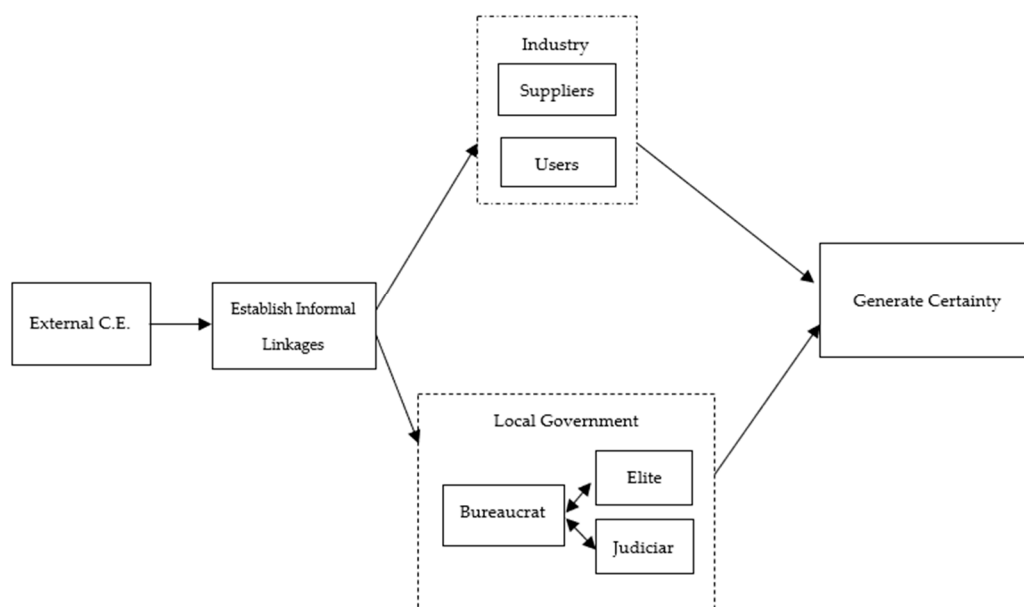 Industry
Suppliers
Users
External C.E.
Establish Informal
Linkages
Generate Certainty
Local Government
Elite
Bureaucrat
Judiciar